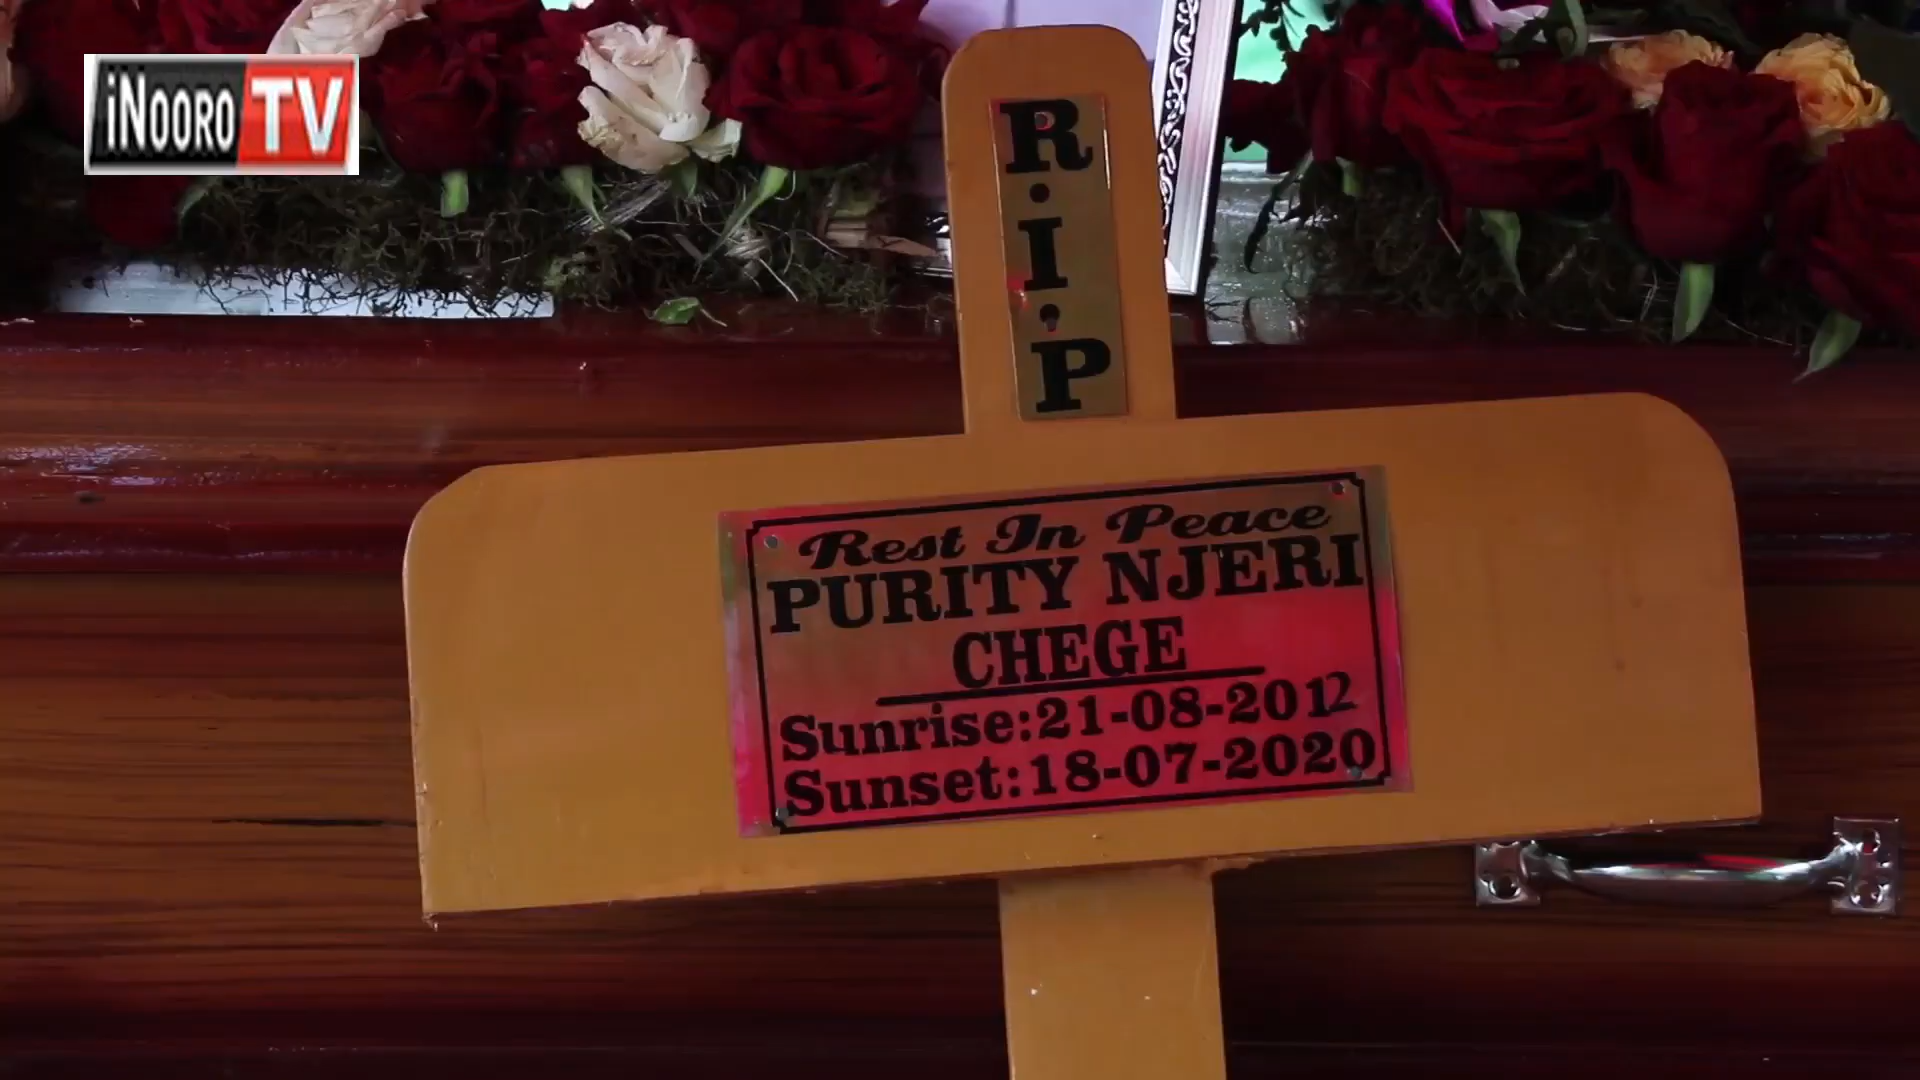 iNOORO TV
R.I.P
Rest In Peace
PURITY NJERI
CHEGE
Sunrise:21-08-2012
Sunset:18-07-2020